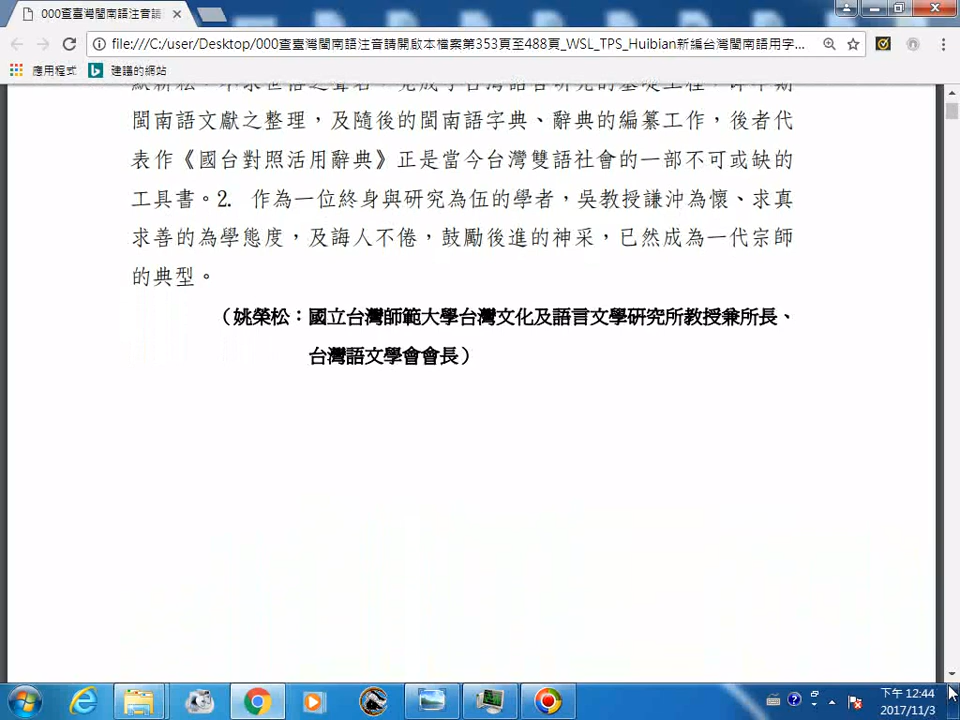 000查臺灣閩南語注音請
file:///C:/user/Desktop/000查臺灣閩南語注音請開啟本檔案第353頁至488頁_WSL_TPS_Huibian新編台灣閩南語用字...
應用程式
建議的網站
閩南語文獻之整理，及隨後的閩南語字典、辭典的編纂工作，後者代
表作《國台對照活用辭典》正是當今台灣雙語社會的一部不可或缺的
工具書。2. 作為一位終身與研究為伍的學者，吳教授謙沖為懷、求真
求善的為學態度，及誨人不倦，鼓勵後進的神采，已然成為一代宗師
的典型。
（姚榮松：國立台灣師範大學台灣文化及語言文學研究所教授兼所長、
台灣語文學會會長）
下午 12:44
2017/11/3